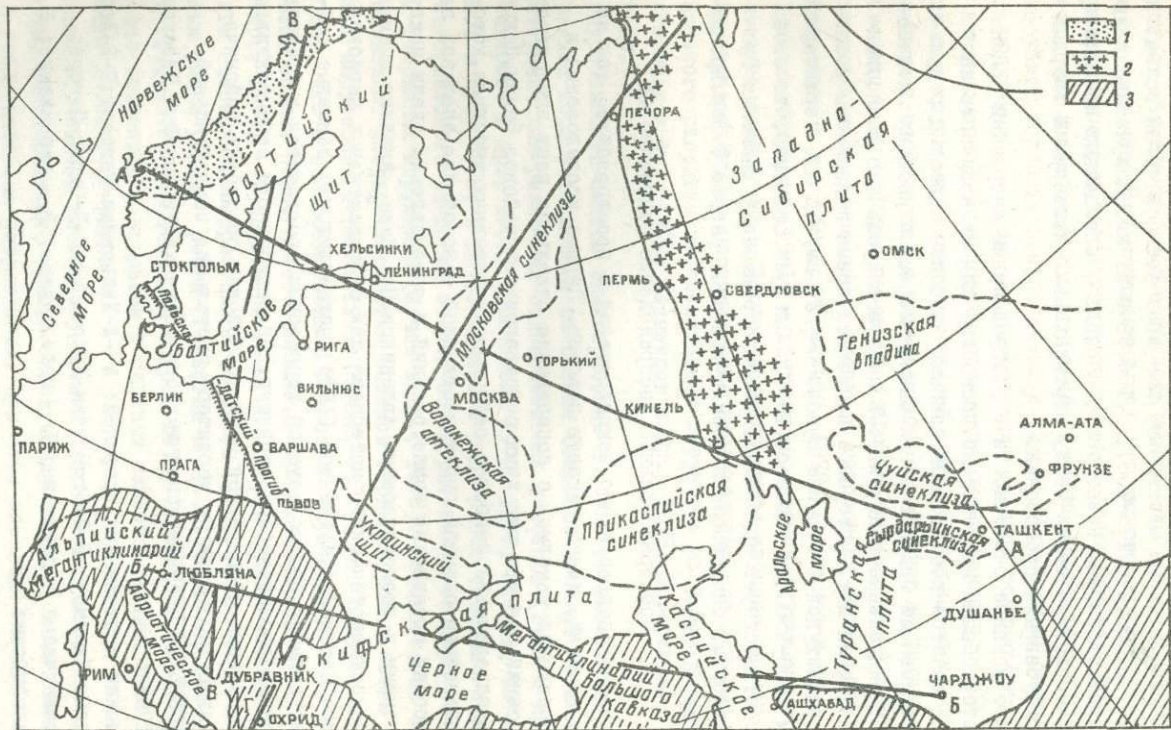 В
1
2
3
Норвежское
море
А
Балтийский
щит
Печора
Западно-
Сибирская
плита
Северное
море
Стокгольм
Хельсинки
Ленинград
Московская синеклиза
Пермь
Свердловск
Омск
Балтийское
море
Рига
Горький
Тенизская
впадина
Берлин
Вильнюс
Москва
Кинель
Алма-Ата
Париж
Датский
прогиб
Варшава
Воронежская
антеклиза
Чуйская
синеклиза
Фрунзе
Прага
Львов
Прикаспийская
синеклиза
Аральское
море
Сырдарьинская
синеклиза
Ташкент
А
Альпийский
мегантиклинарий
Б
Любляна
Украинский
щит
Душанбе
Адриатическое
море
Скифская плита
Мегантиклинарий
Большого
Кавказа
Каспийское
море
Туранская
плита
Рим
Дубравник
В
Г
Черное
море
Чарджоу
Б
Охрид
Ашхабад